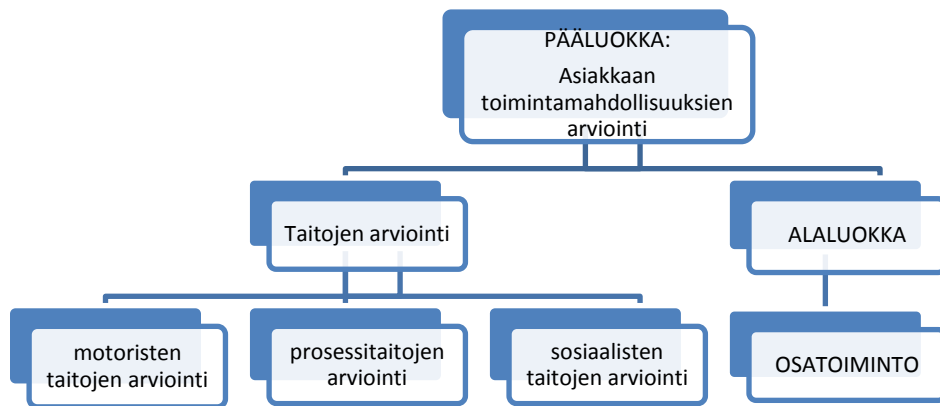 PÄÄLUOKKA:
Asiakkaan
toimintamahdollisuuksien
arviointi
Taitojen arviointi
ALALUOKKA
motoristen
taitojen arviointi
prosessitaitojen
arviointi
sosiaalisten
taitojen arviointi
OSATOIMINTO